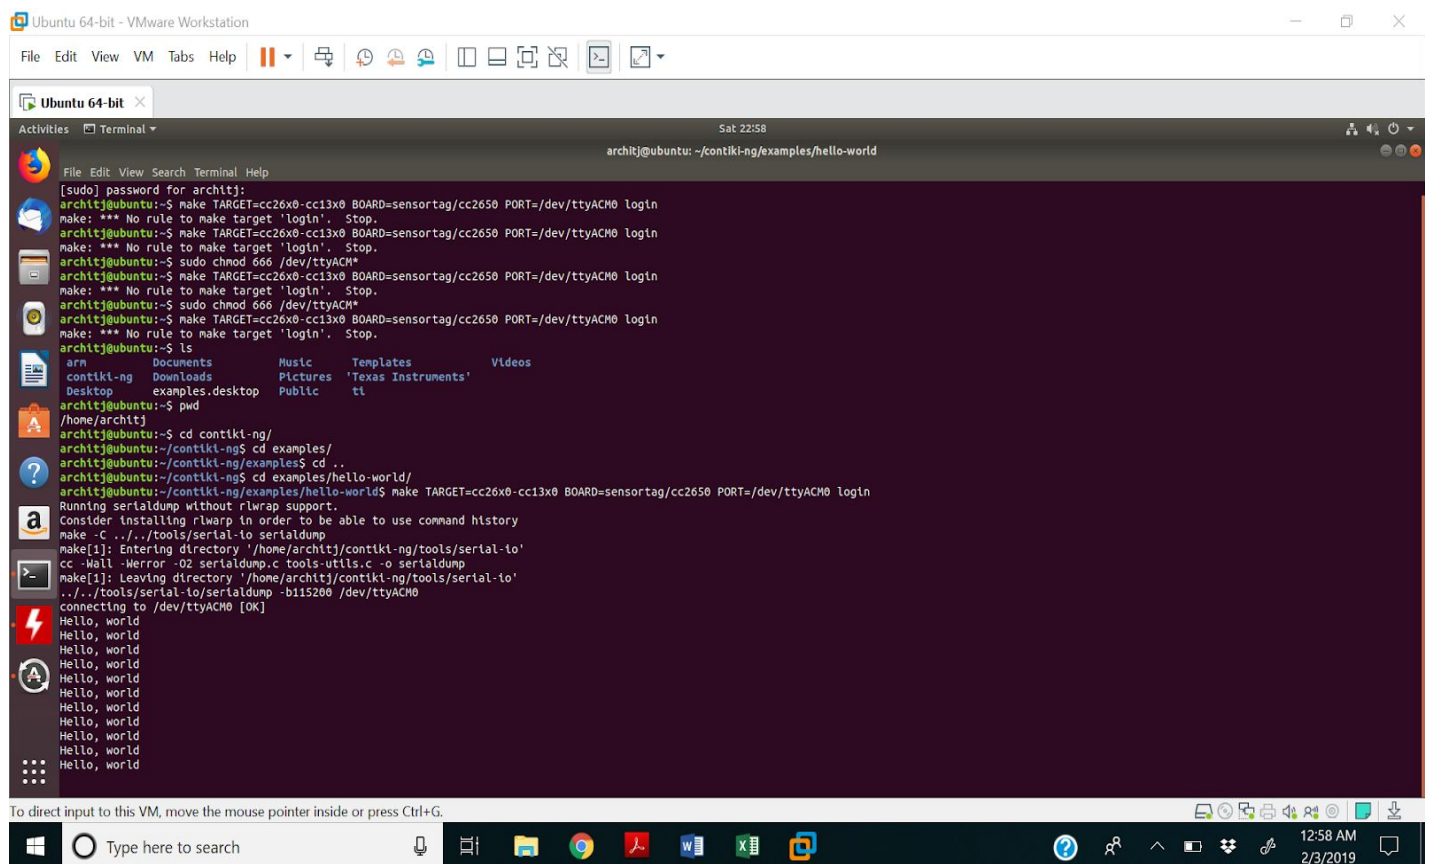 Ubuntu 64-bit - VMware Workstation
File Edit View VM Tabs Help
Ubuntu 64-bit
Activities Terminal Sat 22:58
architj@ubuntu: ~/contiki-ng/examples/hello-world
File Edit View Search Terminal Help
[sudo] password for architj:
architj@ubuntu:~$ make TARGET=cc26x0-cc13x0 BOARD=sensortag/cc2650 PORT=/dev/ttyACM0 login
make: *** No rule to make target 'login'.  Stop.
architj@ubuntu:~$ make TARGET=cc26x0-cc13x0 BOARD=sensortag/cc2650 PORT=/dev/ttyACM0 login
make: *** No rule to make target 'login'.  Stop.
architj@ubuntu:~$ sudo chmod 666 /dev/ttyACM*
architj@ubuntu:~$ make TARGET=cc26x0-cc13x0 BOARD=sensortag/cc2650 PORT=/dev/ttyACM0 login
make: *** No rule to make target 'login'.  Stop.
architj@ubuntu:~$ sudo chmod 666 /dev/ttyACM*
architj@ubuntu:~$ make TARGET=cc26x0-cc13x0 BOARD=sensortag/cc2650 PORT=/dev/ttyACM0 login
make: *** No rule to make target 'login'.  Stop.
architj@ubuntu:~$ ls
arm Documents Music Templates Videos
contiki-ng Downloads Pictures 'Texas Instruments'
Desktop examples.desktop Public ti
architj@ubuntu:~$ pwd
/home/architj
architj@ubuntu:~$ cd contiki-ng/
architj@ubuntu:~/contiki-ng$ cd examples/
architj@ubuntu:~/contiki-ng/examples$ cd ..
architj@ubuntu:~/contiki-ng$ cd examples/hello-world/
architj@ubuntu:~/contiki-ng/examples/hello-world$ make TARGET=cc26x0-cc13x0 BOARD=sensortag/cc2650 PORT=/dev/ttyACM0 login
Running serialdump without rlwrap support.
Consider installing rlwarp in order to be able to use command history
make -C ../../tools/serial-io serialdump
make[1]: Entering directory '/home/architj/contiki-ng/tools/serial-io'
cc -Wall -Werror -O2 serialdump.c tools-utils.c -o serialdump
make[1]: Leaving directory '/home/architj/contiki-ng/tools/serial-io'
../../tools/serial-io/serialdump -b115200 /dev/ttyACM0
connecting to /dev/ttyACM0 [OK]
Hello, world
Hello, world
Hello, world
Hello, world
Hello, world
Hello, world
Hello, world
Hello, world
Hello, world
Hello, world
Hello, world
To direct input to this VM, move the mouse pointer inside or press Ctrl+G.
Type here to search
12:58 AM
2/3/2019